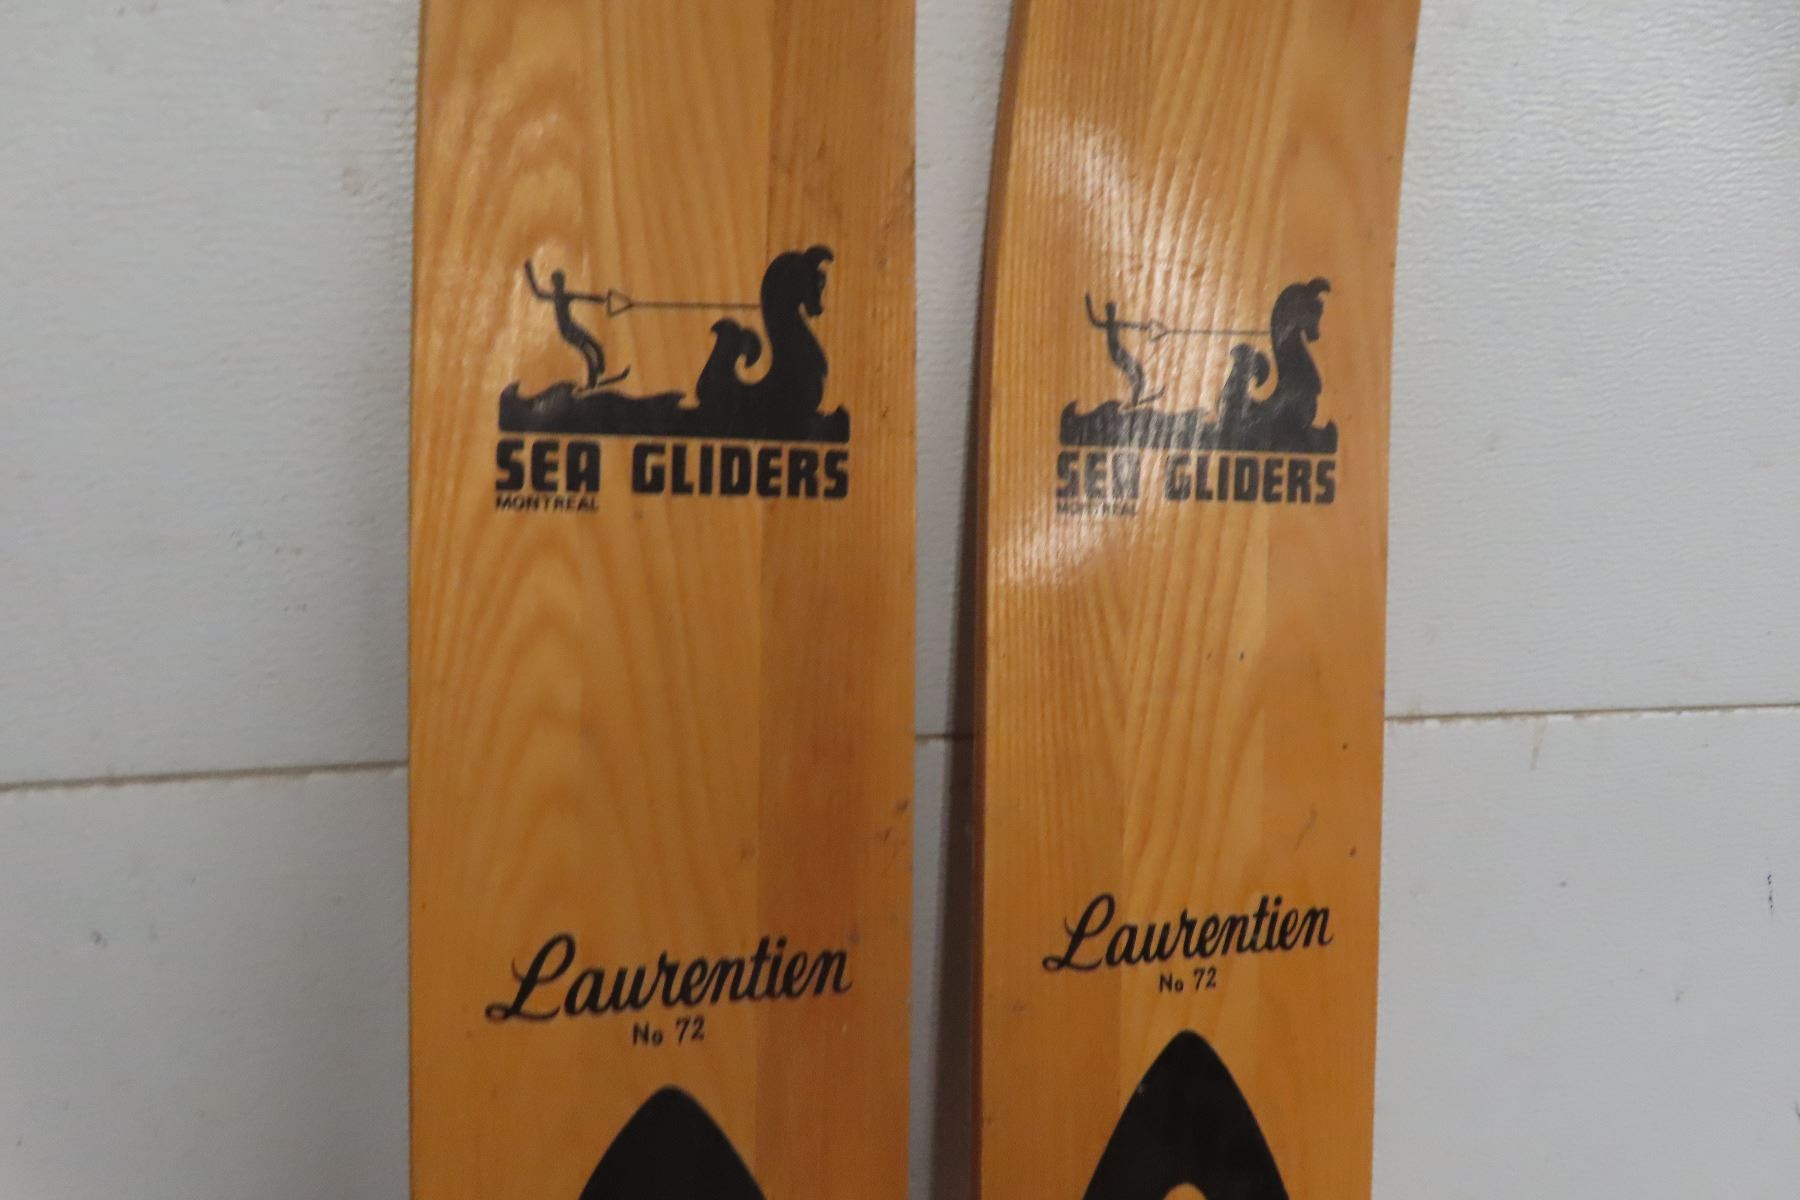 SEA GLIDERS
MONTREAL
Laurentien
No 72
SEA GLIDERS
MONTREAL
Laurentien
No 72